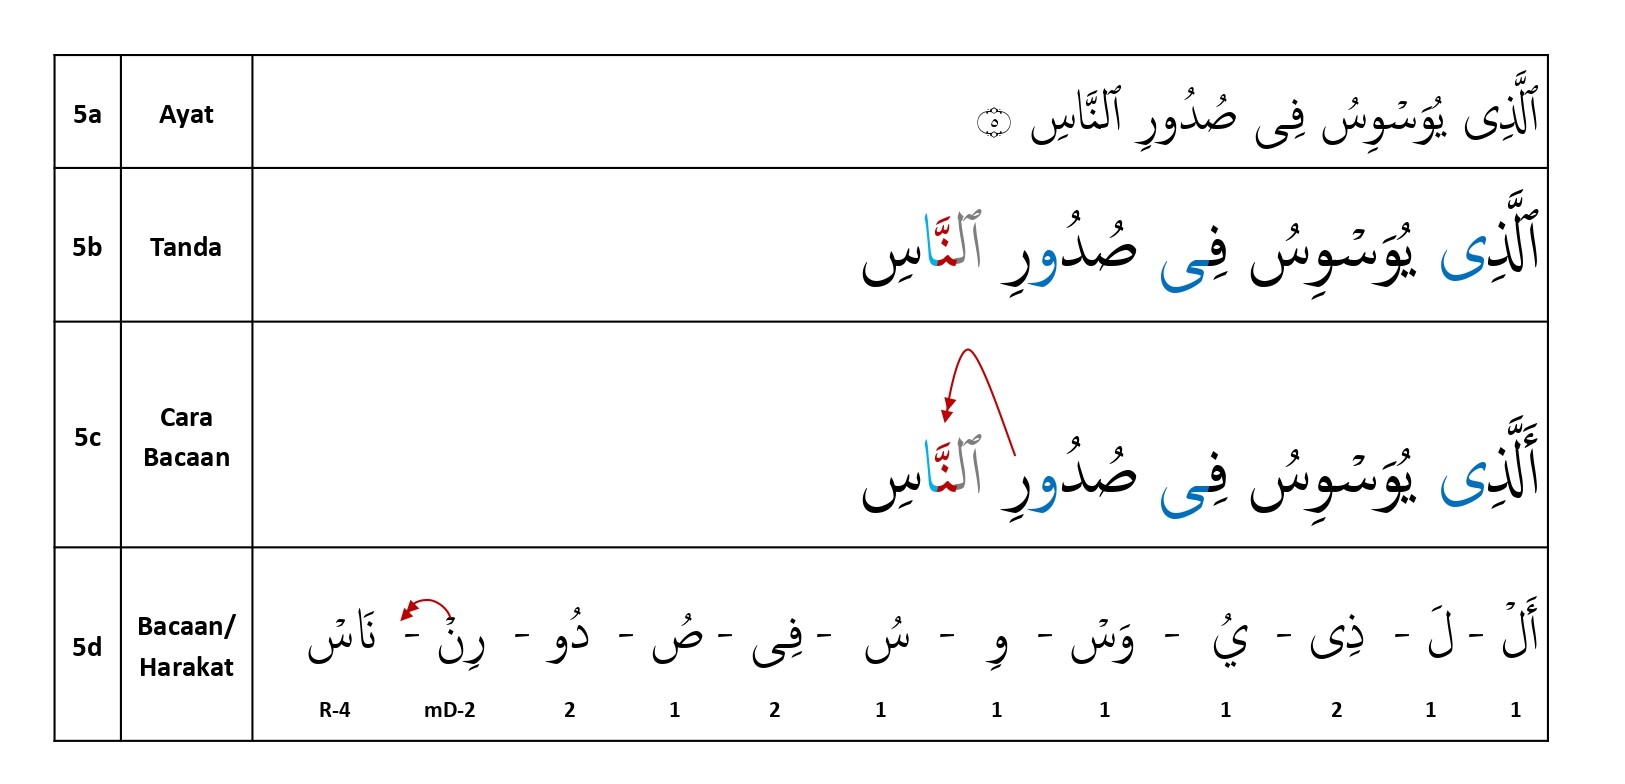 5a Ayat ٱلَّذِى يُوَسْوِسُ فِى صُدُورِ ٱلنَّاسِ ۝٥
5b Tanda ٱلَّذِى يُوَسْوِسُ فِى صُدُورِ ٱلنَّاسِ
5c Cara Bacaan أَلَّذِى يُوَسْوِسُ فِى صُدُورِ ٱلنَّاسِ
5d Bacaan/ Harakat أَلْ - لَ - ذِى - يُ - وَسْ - وِ - سُ - فِى - صُ - دُو - رِنْ - نَاسْ
R-4 mD-2 2 1 2 1 1 1 1 2 1 1